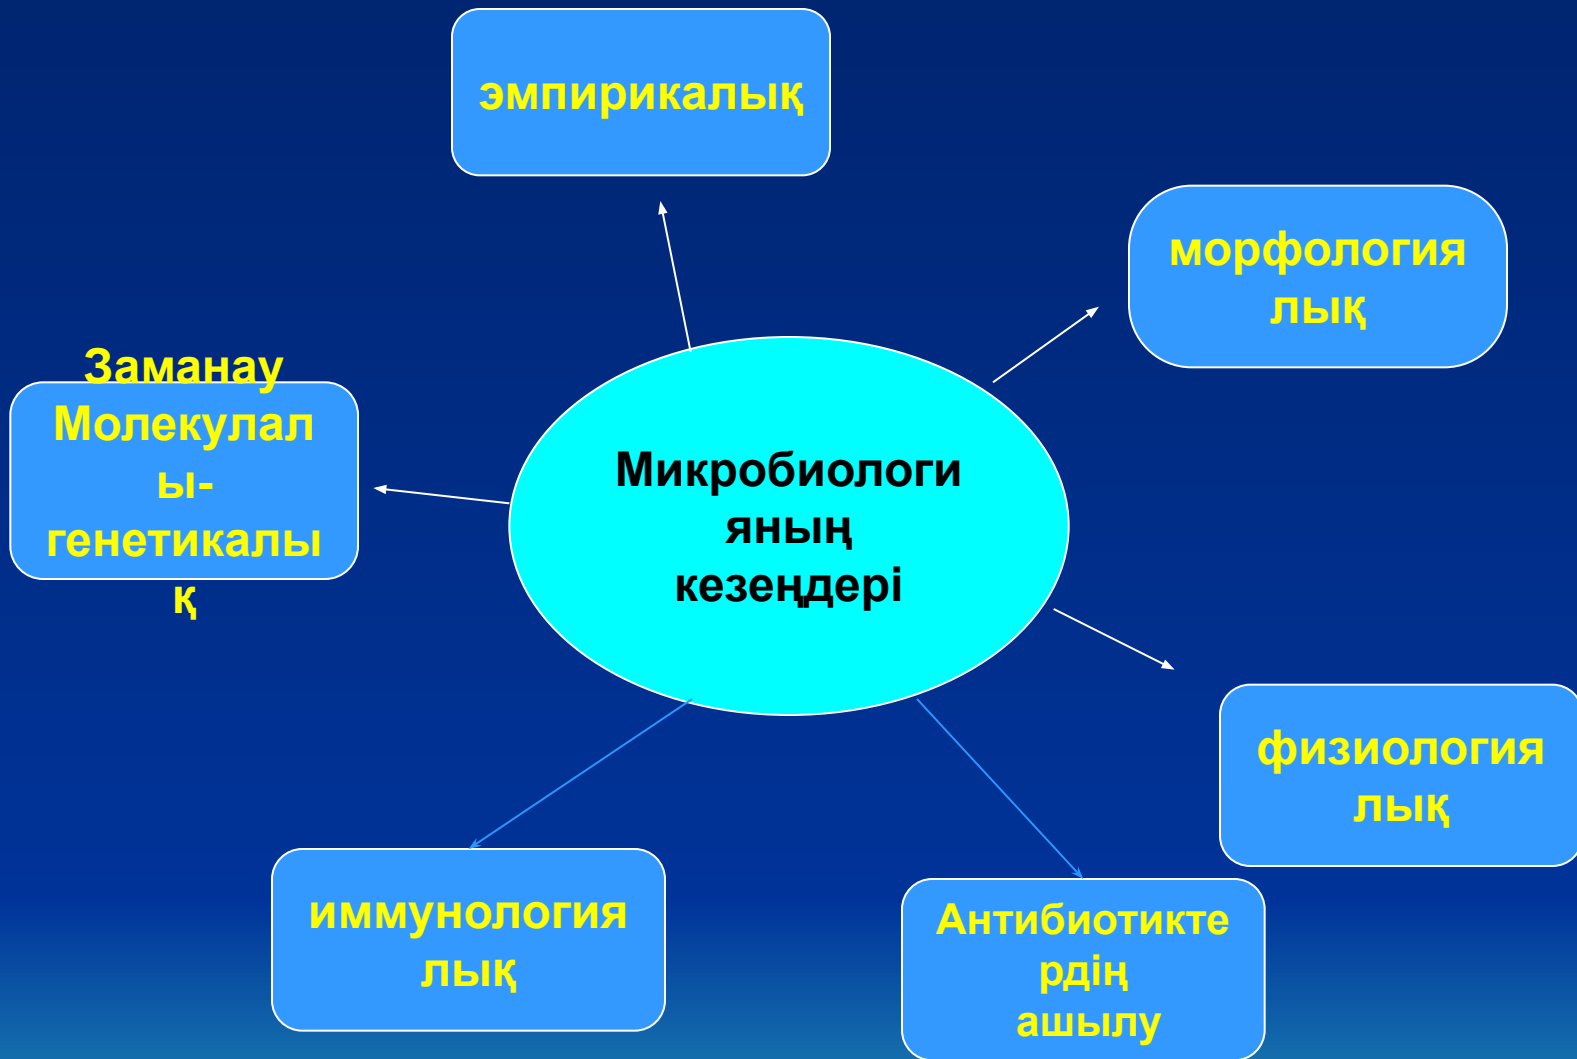 эмпирикалық
морфология
лық
Заманау
Молекулал
ы-
генетикалы
қ
Микробиологи
яның
кезеңдері
физиология
лық
иммунология
лық
Антибиотикте
рдің
ашылу